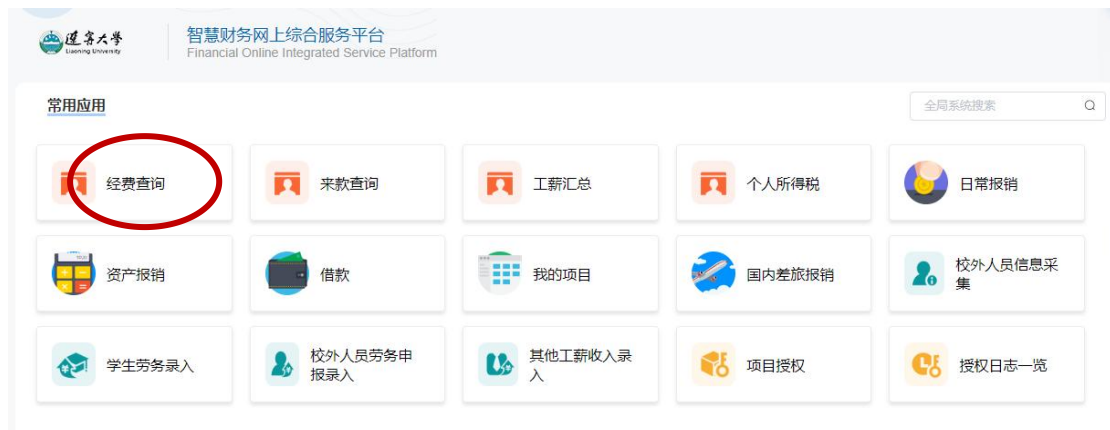 辽宁大学
Liaoning University
智慧财务网上综合服务平台
Financial Online Integrated Service Platform
常用应用
全局系统搜索
经费查询
来款查询
工薪汇总
个人所得税
日常报销
资产报销
借款
我的项目
国内差旅报销
校外人员信息采
集
学生劳务录入
校外人员劳务申
报录入
其他工薪收入录
入
项目授权
授权日志一览